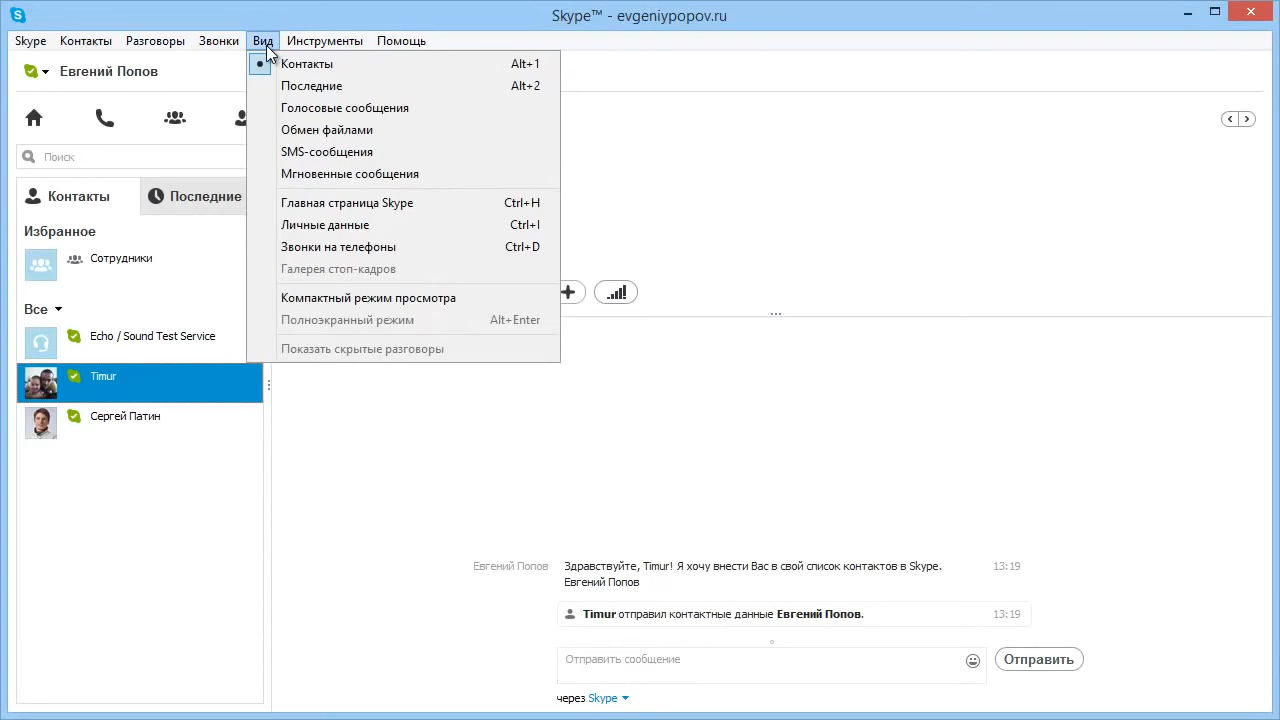 Skype™ - evgeniypopov.ru
Skype Контакты Разговоры Звонки Вид Инструменты Помощь
Евгений Попов
Поиск
Контакты Последние
Избранное
Сотрудники
Все
Echo / Sound Test Service
Timur
Сергей Патин
Контакты Alt+1
Последние Alt+2
Голосовые сообщения
Обмен файлами
SMS-сообщения
Мгновенные сообщения
Главная страница Skype Ctrl+H
Личные данные Ctrl+I
Звонки на телефоны Ctrl+D
Галерея стоп-кадров
Компактный режим просмотра
Полноэкранный режим Alt+Enter
Показать скрытые разговоры
Евгений Попов Здравствуйте, Timur! Я хочу внести Вас в свой список контактов в Skype. 13:19
Евгений Попов
Timur отправил контактные данные Евгений Попов. 13:19
Отправить сообщение
Отправить
через Skype